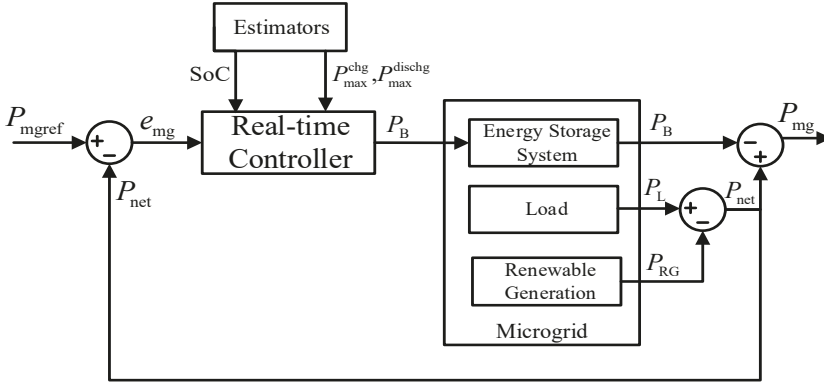 Estimators
SoC
P_max^chg, P_max^dischg
P_mgref
+
−
e_mg
Real-time
Controller
P_B
Energy Storage
System
P_B
−
+
P_mg
P_net
Load
P_L
+
−
P_net
Renewable
Generation
P_RG
Microgrid